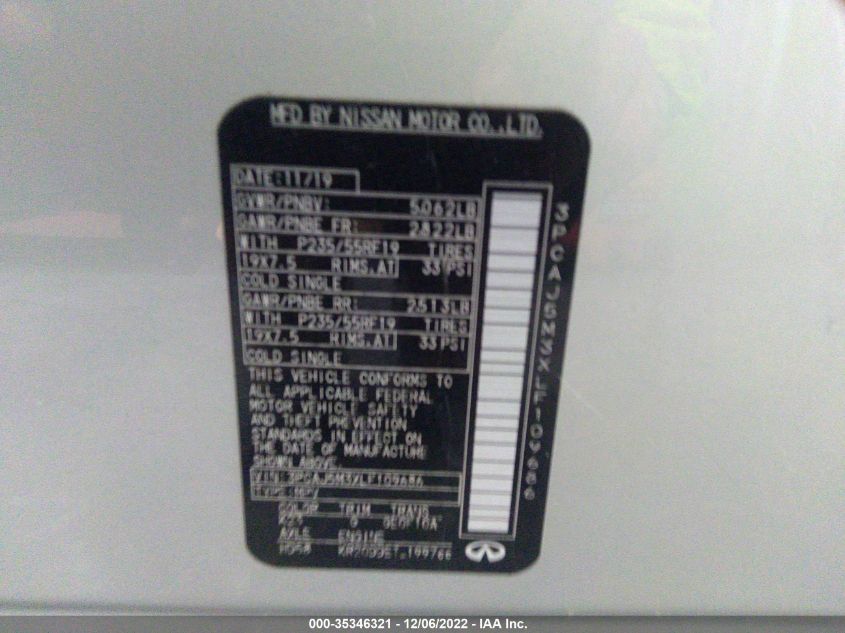 MFD BY NISSAN MOTOR CO.,LTD.
DATE:11/19
GVWR/PNBV: 5062LB
GAWR/PNBE FR: 2822LB
WITH P235/55RF19 TIRES
19X7.5 RIMS,AT 33 PSI
COLD SINGLE
GAWR/PNBE RR: 2513LB
WITH P235/55RF19 TIRES
19X7.5 RIMS,AT 33 PSI
COLD SINGLE
THIS VEHICLE CONFORMS TO
ALL APPLICABLE FEDERAL
MOTOR VEHICLE SAFETY
AND THEFT PREVENTION
STANDARDS IN EFFECT ON
THE DATE OF MANUFACTURE
SHOWN ABOVE.
VIN:3PCAJ5M3XLF109686
TYPE:MPV
COLOR TRIM TRANS
G
AXLE ENGINE
3PCAJ5M3XLF109686
000-35346321 - 12/06/2022 - IAA Inc.